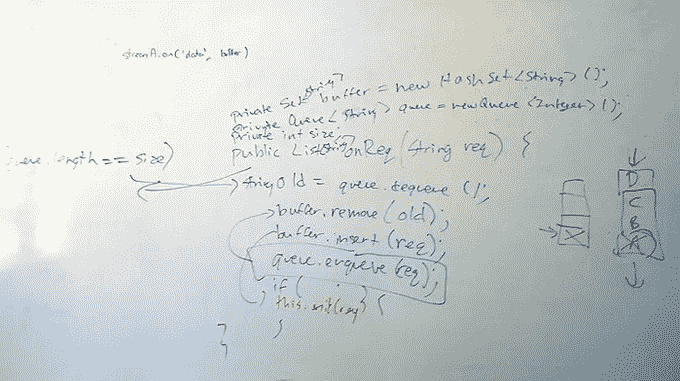 streamA.on('data', buffer)
private Set<String> buffer = new HashSet<String>();
private Queue<String> queue = new Queue<Integer>();
private int size;
public List<String> onReq(String req) {
.length == size)
String old = queue.dequeue();
buffer.remove(old);
buffer.insert(req);
queue.enqueue(req);
if (
this.emit(req) {
}
}
D
C
B
A
X